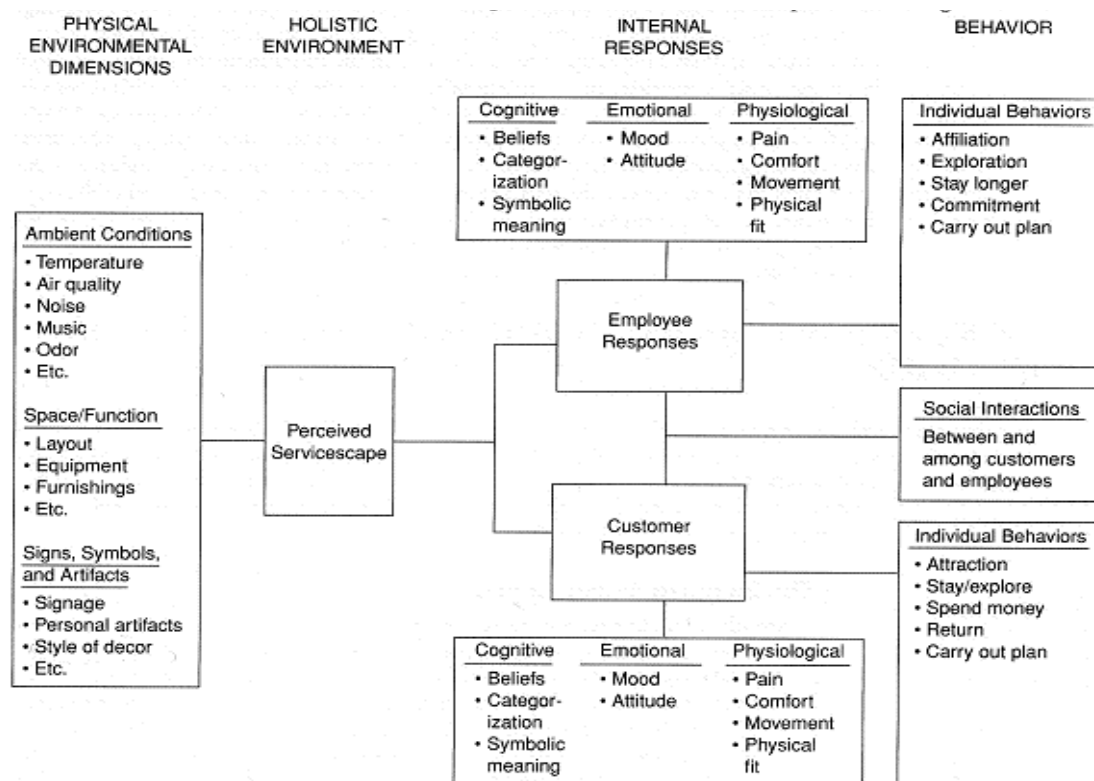 PHYSICAL
ENVIRONMENTAL
DIMENSIONS
HOLISTIC
ENVIRONMENT
INTERNAL
RESPONSES
BEHAVIOR
Ambient Conditions
• Temperature
• Air quality
• Noise
• Music
• Odor
• Etc.
Space/Function
• Layout
• Equipment
• Furnishings
• Etc.
Signs, Symbols,
and Artifacts
• Signage
• Personal artifacts
• Style of decor
• Etc.
Perceived
Servicescape
Cognitive
• Beliefs
• Categor-
ization
• Symbolic
meaning
Emotional
• Mood
• Attitude
Physiological
• Pain
• Comfort
• Movement
• Physical
fit
Employee
Responses
Customer
Responses
Cognitive
• Beliefs
• Categor-
ization
• Symbolic
meaning
Emotional
• Mood
• Attitude
Physiological
• Pain
• Comfort
• Movement
• Physical
fit
Individual Behaviors
• Affiliation
• Exploration
• Stay longer
• Commitment
• Carry out plan
Social Interactions
Between and
among customers
and employees
Individual Behaviors
• Attraction
• Stay/explore
• Spend money
• Return
• Carry out plan